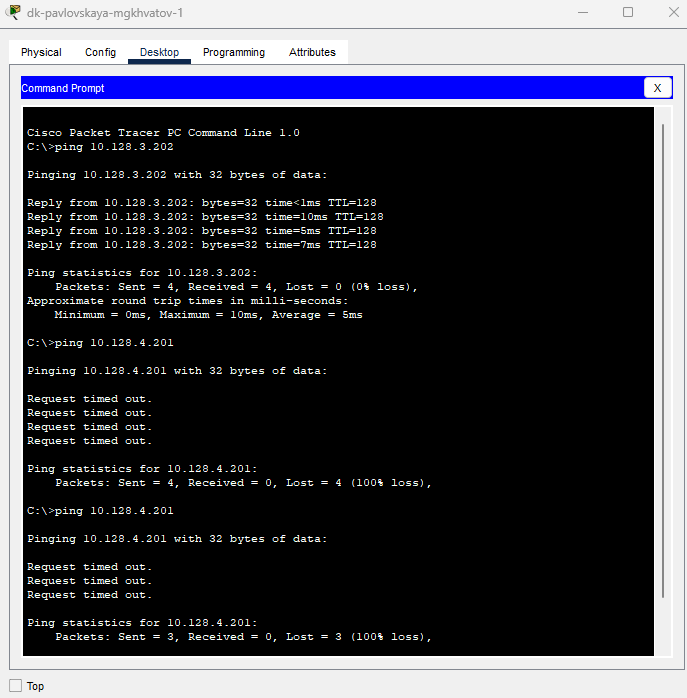 dk-pavlovskaya-mgkhvatov-1
Physical Config Desktop Programming Attributes
Command Prompt
X
Cisco Packet Tracer PC Command Line 1.0
C:\>ping 10.128.3.202
Pinging 10.128.3.202 with 32 bytes of data:
Reply from 10.128.3.202: bytes=32 time<1ms TTL=128
Reply from 10.128.3.202: bytes=32 time=10ms TTL=128
Reply from 10.128.3.202: bytes=32 time=5ms TTL=128
Reply from 10.128.3.202: bytes=32 time=7ms TTL=128
Ping statistics for 10.128.3.202:
Packets: Sent = 4, Received = 4, Lost = 0 (0% loss),
Approximate round trip times in milli-seconds:
Minimum = 0ms, Maximum = 10ms, Average = 5ms
C:\>ping 10.128.4.201
Pinging 10.128.4.201 with 32 bytes of data:
Request timed out.
Request timed out.
Request timed out.
Request timed out.
Ping statistics for 10.128.4.201:
Packets: Sent = 4, Received = 0, Lost = 4 (100% loss),
C:\>ping 10.128.4.201
Pinging 10.128.4.201 with 32 bytes of data:
Request timed out.
Request timed out.
Request timed out.
Ping statistics for 10.128.4.201:
Packets: Sent = 3, Received = 0, Lost = 3 (100% loss),
Top